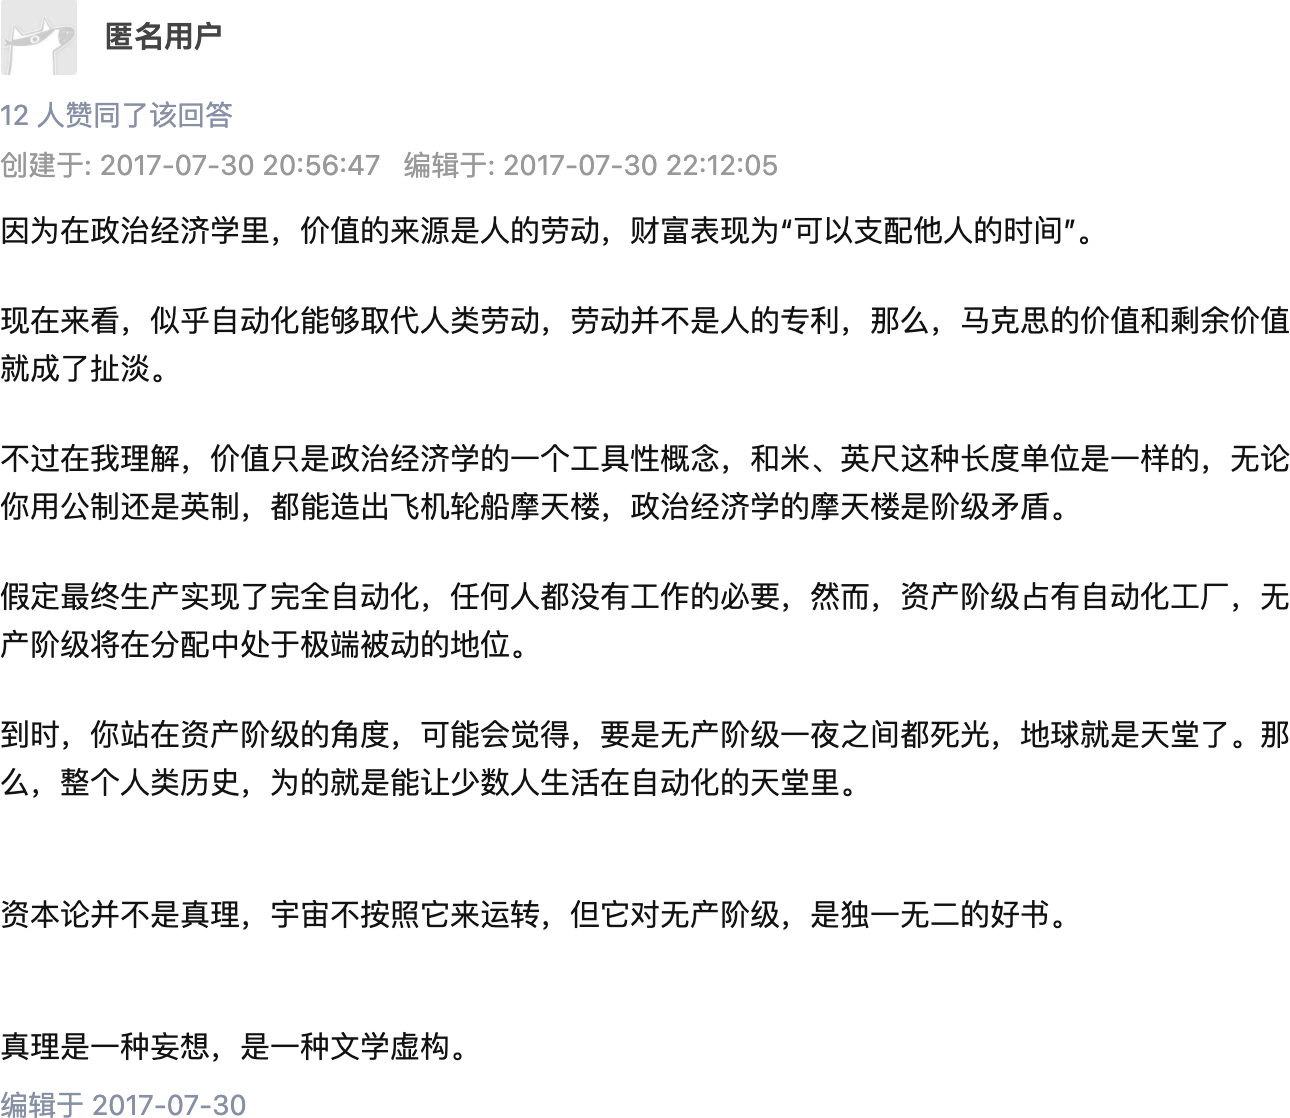 匿名用户
12 人赞同了该回答
创建于: 2017-07-30 20:56:47 编辑于: 2017-07-30 22:12:05
因为在政治经济学里，价值的来源是人的劳动，财富表现为“可以支配他人的时间”。
现在来看，似乎自动化能够取代人类劳动，劳动并不是人的专利，那么，马克思的价值和剩余价值
就成了扯淡。
不过在我理解，价值只是政治经济学的一个工具性概念，和米、英尺这种长度单位是一样的，无论
你用公制还是英制，都能造出飞机轮船摩天楼，政治经济学的摩天楼是阶级矛盾。
假定最终生产实现了完全自动化，任何人都没有工作的必要，然而，资产阶级占有自动化工厂，无
产阶级将在分配中处于极端被动的地位。
到时，你站在资产阶级的角度，可能会觉得，要是无产阶级一夜之间都死光，地球就是天堂了。那
么，整个人类历史，为的就是能让少数人生活在自动化的天堂里。
资本论并不是真理，宇宙不按照它来运转，但它对无产阶级，是独一无二的好书。
真理是一种妄想，是一种文学虚构。
编辑于 2017-07-30